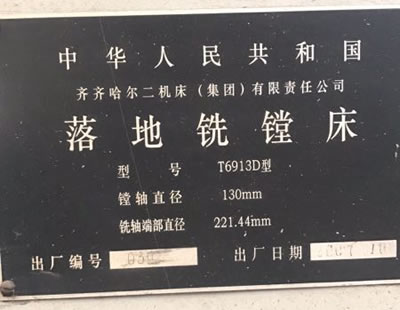 中华人民共和国
齐齐哈尔二机床（集团）有限责任公司
落地铣镗床
型号 T6913D型
镗轴直径 130mm
铣轴端部直径 221.44mm
出厂编号 出厂日期